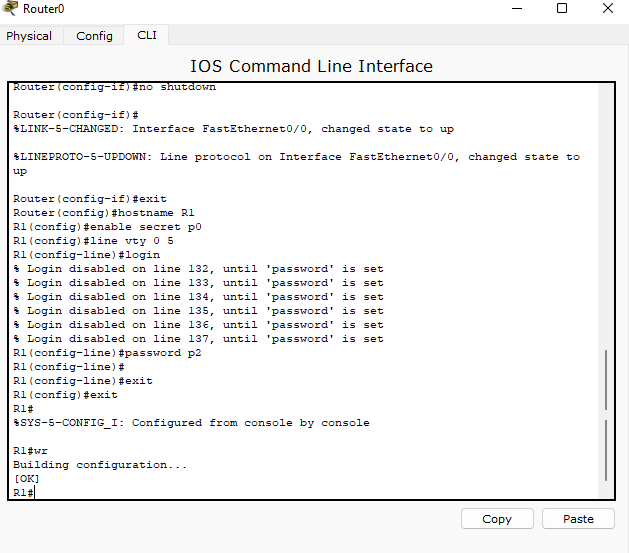 Router0
Physical Config CLI
IOS Command Line Interface
Router(config-if)#no shutdown
Router(config-if)#
%LINK-5-CHANGED: Interface FastEthernet0/0, changed state to up
%LINEPROTO-5-UPDOWN: Line protocol on Interface FastEthernet0/0, changed state to
up
Router(config-if)#exit
Router(config)#hostname R1
R1(config)#enable secret p0
R1(config)#line vty 0 5
R1(config-line)#login
% Login disabled on line 132, until 'password' is set
% Login disabled on line 133, until 'password' is set
% Login disabled on line 134, until 'password' is set
% Login disabled on line 135, until 'password' is set
% Login disabled on line 136, until 'password' is set
% Login disabled on line 137, until 'password' is set
R1(config-line)#password p2
R1(config-line)#
R1(config-line)#exit
R1(config)#exit
R1#
%SYS-5-CONFIG_I: Configured from console by console
R1#wr
Building configuration...
[OK]
R1#
Copy Paste